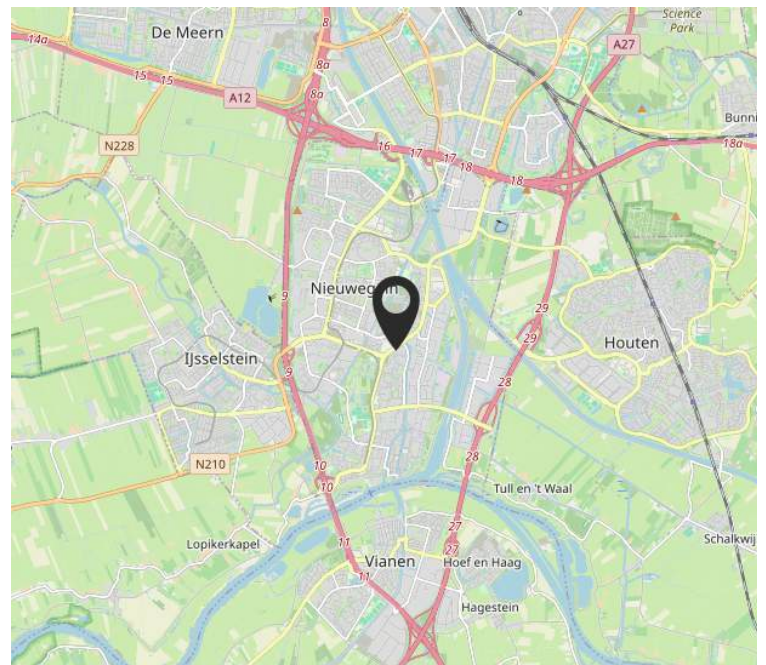 Science
Park
De Meern
8
A27
14a
15
15
8a
8a
A12
Bunni
N228
16
17
17
18
18
18a
Nieuwegein
9
29
29
IJsselstein
Houten
9
28
N210
28
10
10
Tull en 't Waal
27
Lopikerkapel
11
Schalkwij
27
Vianen
Hoef en Haag
11
Hagestein